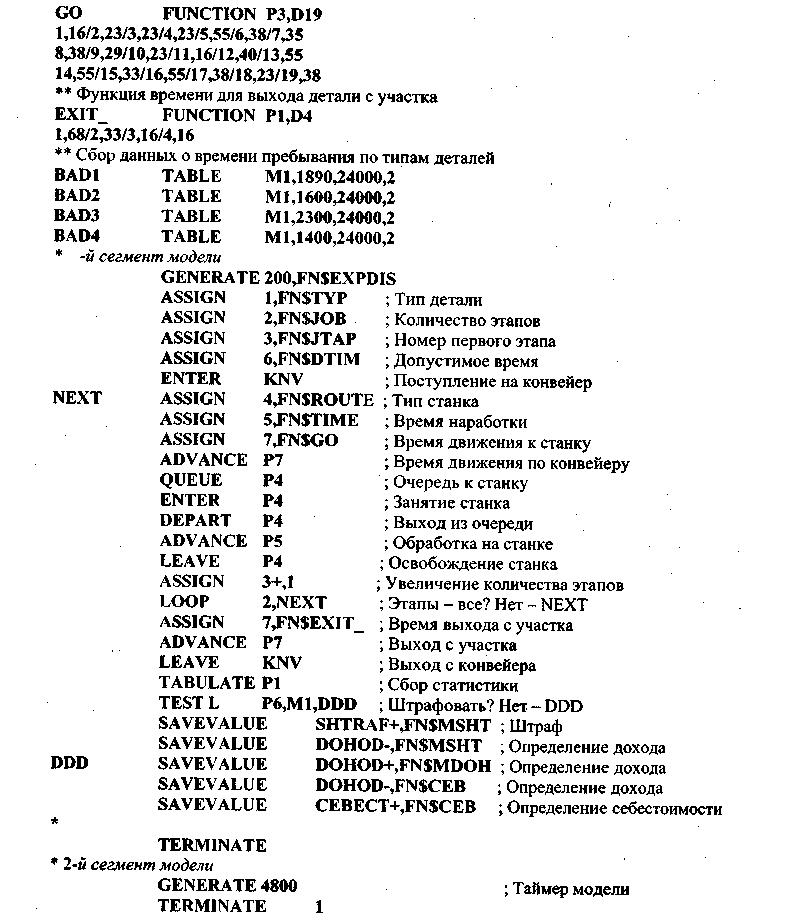 GO FUNCTION P3,D19
1,16/2,23/3,23/4,23/5,55/6,38/7,35
8,38/9,29/10,23/11,16/12,40/13,55
14,55/15,33/16,55/17,38/18,23/19,38
** Функция времени для выхода детали с участка
EXIT_ FUNCTION P1,D4
1,68/2,33/3,16/4,16
** Сбор данных о времени пребывания по типам деталей
BAD1 TABLE M1,1890,24000,2
BAD2 TABLE M1,1600,24000,2
BAD3 TABLE M1,2300,24000,2
BAD4 TABLE M1,1400,24000,2
* -й сегмент модели
GENERATE 200,FN$EXPDIS
ASSIGN 1,FN$TYP ; Тип детали
ASSIGN 2,FN$JOB ; Количество этапов
ASSIGN 3,FN$JTAP ; Номер первого этапа
ASSIGN 6,FN$DTIM ; Допустимое время
ENTER KNV ; Поступление на конвейер
NEXT ASSIGN 4,FN$ROUTE ; Тип станка
ASSIGN 5,FN$TIME ; Время наработки
ASSIGN 7,FN$GO ; Время движения к станку
ADVANCE P7 ; Время движения по конвейеру
QUEUE P4 ; Очередь к станку
ENTER P4 ; Занятие станка
DEPART P4 ; Выход из очереди
ADVANCE P5 ; Обработка на станке
LEAVE P4 ; Освобождение станка
ASSIGN 3+,1 ; Увеличение количества этапов
LOOP 2,NEXT ; Этапы – все? Нет – NEXT
ASSIGN 7,FN$EXIT_ ; Время выхода с участка
ADVANCE P7 ; Выход с участка
LEAVE KNV ; Выход с конвейера
TABULATE P1 ; Сбор статистики
TEST L P6,M1,DDD ; Штрафовать? Нет – DDD
SAVEVALUE SHTRAF+,FN$MSHT ; Штраф
SAVEVALUE DOHOD-,FN$MSHT ; Определение дохода
DDD SAVEVALUE DOHOD+,FN$MDOH ; Определение дохода
SAVEVALUE DOHOD-,FN$CEB ; Определение дохода
SAVEVALUE CEBECT+,FN$CEB ; Определение себестоимости
*
TERMINATE
* 2-й сегмент модели
GENERATE 4800 ; Таймер модели
TERMINATE 1